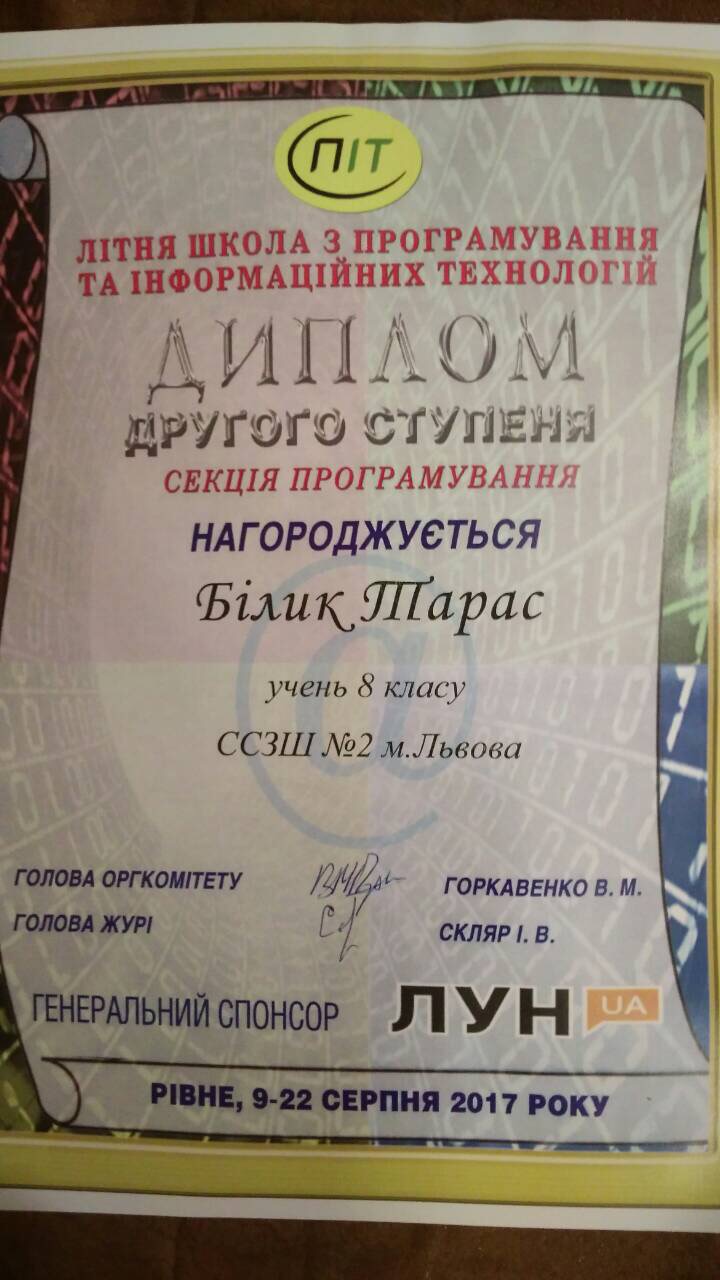 ПІТ
ЛІТНЯ ШКОЛА З ПРОГРАМУВАННЯ
ТА ІНФОРМАЦІЙНИХ ТЕХНОЛОГІЙ
ДИПЛОМ
ДРУГОГО СТУПЕНЯ
СЕКЦІЯ ПРОГРАМУВАННЯ
НАГОРОДЖУЄТЬСЯ
Білик Тарас
учень 8 класу
ССЗШ №2 м.Львова
ГОЛОВА ОРГКОМІТЕТУ ГОРКАВЕНКО В. М.
ГОЛОВА ЖУРІ СКЛЯР І. В.
ГЕНЕРАЛЬНИЙ СПОНСОР ЛУН UA
РІВНЕ, 9-22 СЕРПНЯ 2017 РОКУ